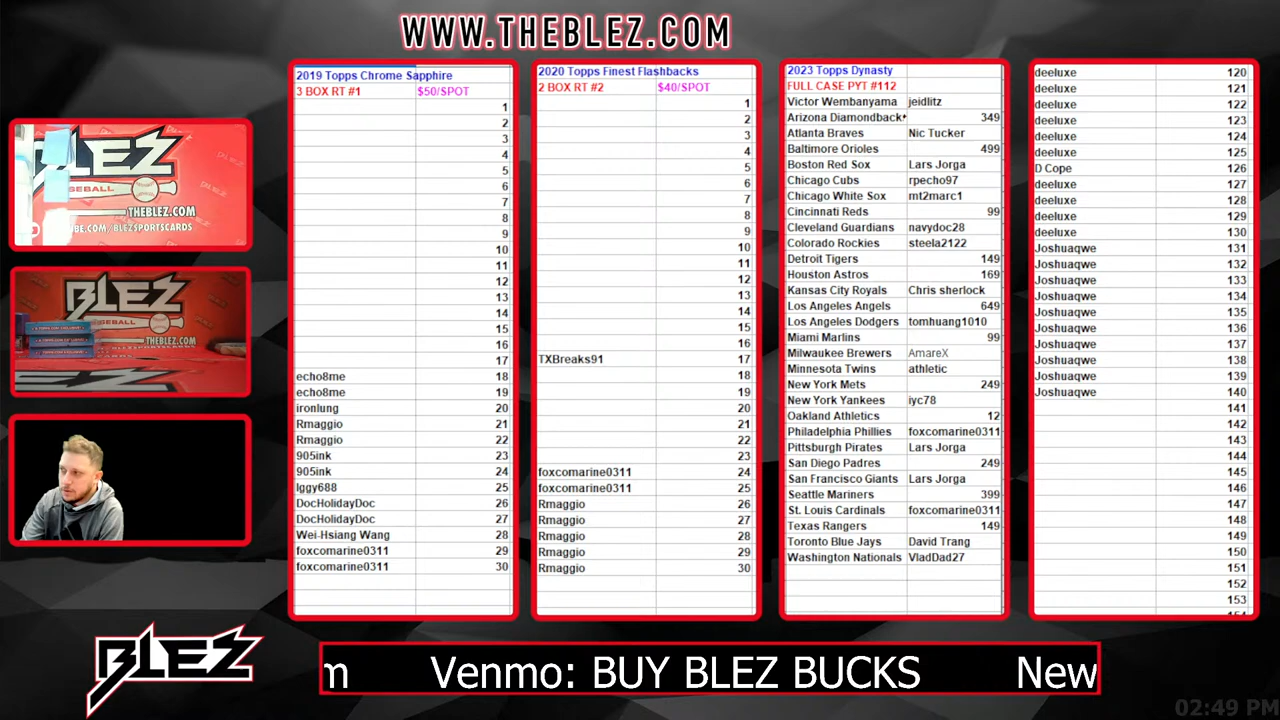 WWW.THEBLEZ.COM
BLEZ
BASEBALL
THEBLEZ.COM
BE.COM/BLEZSPORTSCARDS
BLEZ
BASEBALL
THEBLEZ.COM
2019 Topps Chrome Sapphire
3 BOX RT #1 $50/SPOT
1
2
3
4
5
6
7
8
9
10
11
12
13
14
15
16
17
echo8me 18
echo8me 19
ironlung 20
Rmaggio 21
Rmaggio 22
905ink 23
905ink 24
Iggy688 25
DocHolidayDoc 26
DocHolidayDoc 27
Wei-Hsiang Wang 28
foxcomarine0311 29
foxcomarine0311 30
2020 Topps Finest Flashbacks
2 BOX RT #2 $40/SPOT
1
2
3
4
5
6
7
8
9
10
11
12
13
14
15
16
TXBreaks91 17
18
19
20
21
22
23
foxcomarine0311 24
foxcomarine0311 25
Rmaggio 26
Rmaggio 27
Rmaggio 28
Rmaggio 29
Rmaggio 30
2023 Topps Dynasty
FULL CASE PYT #112
Victor Wembanyama jeidlitz
Arizona Diamondback 349
Atlanta Braves Nic Tucker
Baltimore Orioles 499
Boston Red Sox Lars Jorga
Chicago Cubs rpecho97
Chicago White Sox mt2marc1
Cincinnati Reds 99
Cleveland Guardians navydoc28
Colorado Rockies steela2122
Detroit Tigers 149
Houston Astros 169
Kansas City Royals Chris sherlock
Los Angeles Angels 649
Los Angeles Dodgers tomhuang1010
Miami Marlins 99
Milwaukee Brewers AmareX
Minnesota Twins athletic
New York Mets 249
New York Yankees iyc78
Oakland Athletics 12
Philadelphia Phillies foxcomarine0311
Pittsburgh Pirates Lars Jorga
San Diego Padres 249
San Francisco Giants Lars Jorga
Seattle Mariners 399
St. Louis Cardinals foxcomarine0311
Texas Rangers 149
Toronto Blue Jays David Trang
Washington Nationals VladDad27
deeluxe 120
deeluxe 121
deeluxe 122
deeluxe 123
deeluxe 124
deeluxe 125
D Cope 126
deeluxe 127
deeluxe 128
deeluxe 129
deeluxe 130
Joshuaqwe 131
Joshuaqwe 132
Joshuaqwe 133
Joshuaqwe 134
Joshuaqwe 135
Joshuaqwe 136
Joshuaqwe 137
Joshuaqwe 138
Joshuaqwe 139
Joshuaqwe 140
141
142
143
144
145
146
147
148
149
150
151
152
153
BLEZ
m Venmo: BUY BLEZ BUCKS New
02:49 PM